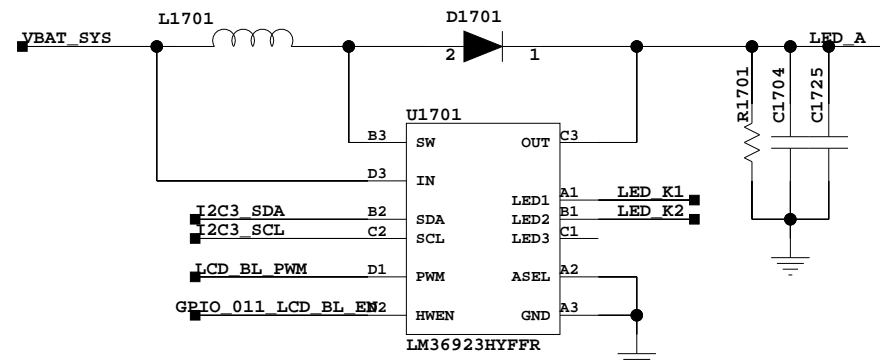 L1701
D1701
VBAT_SYS
LED_A
2
1
R1701
C1704
C1725
U1701
B3
SW
OUT
C3
D3
IN
LED1
A1
LED_K1
I2C3_SDA
B2
SDA
LED2
B1
LED_K2
I2C3_SCL
C2
SCL
LED3
C1
LCD_BL_PWM
D1
PWM
ASEL
A2
GPIO_011_LCD_BL_EN
HWEN
GND
A3
LM36923HYFFR